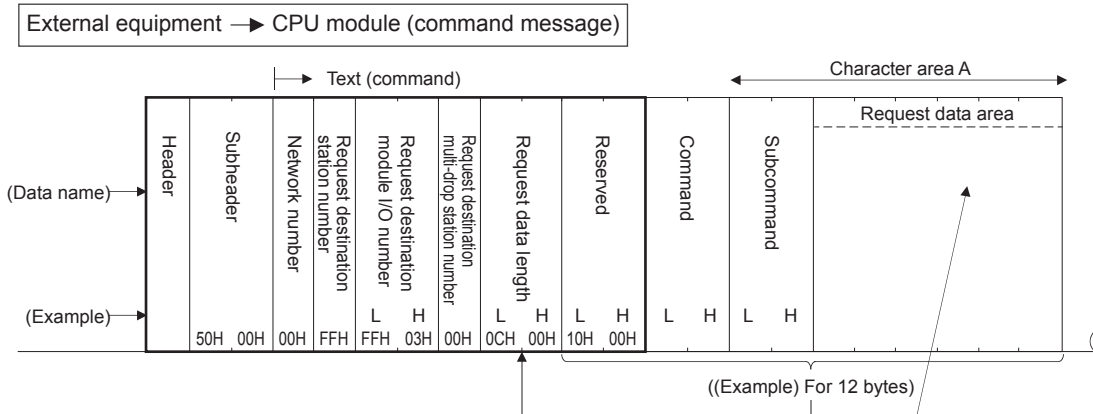 External equipment → CPU module (command message)
Text (command)
Character area A
Request data area
(Data name)
Header
Subheader
Network number
Request destination
station number
Request destination
module I/O number
Request destination
multi-drop station number
Request data length
Reserved
Command
Subcommand
(Example)
L H L H L H L H L H
50H 00H 00H FFH FFH 03H 00H 0CH 00H 10H 00H
((Example) For 12 bytes)